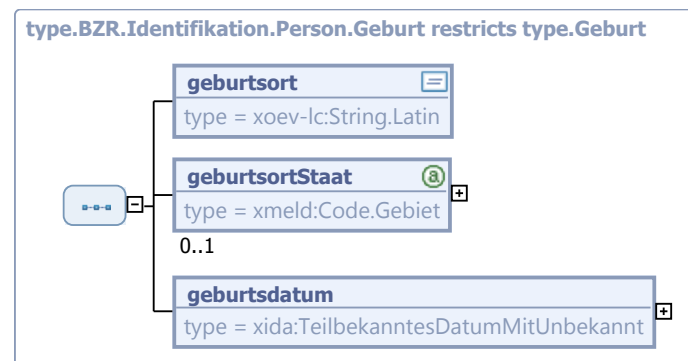 type.BZR.Identifikation.Person.Geburt restricts type.Geburt
geburtsort
type = xoev-lc:String.Latin
geburtsortStaat
type = xmeld:Code.Gebiet
0..1
geburtsdatum
type = xida:TeilbekanntesDatumMitUnbekannt